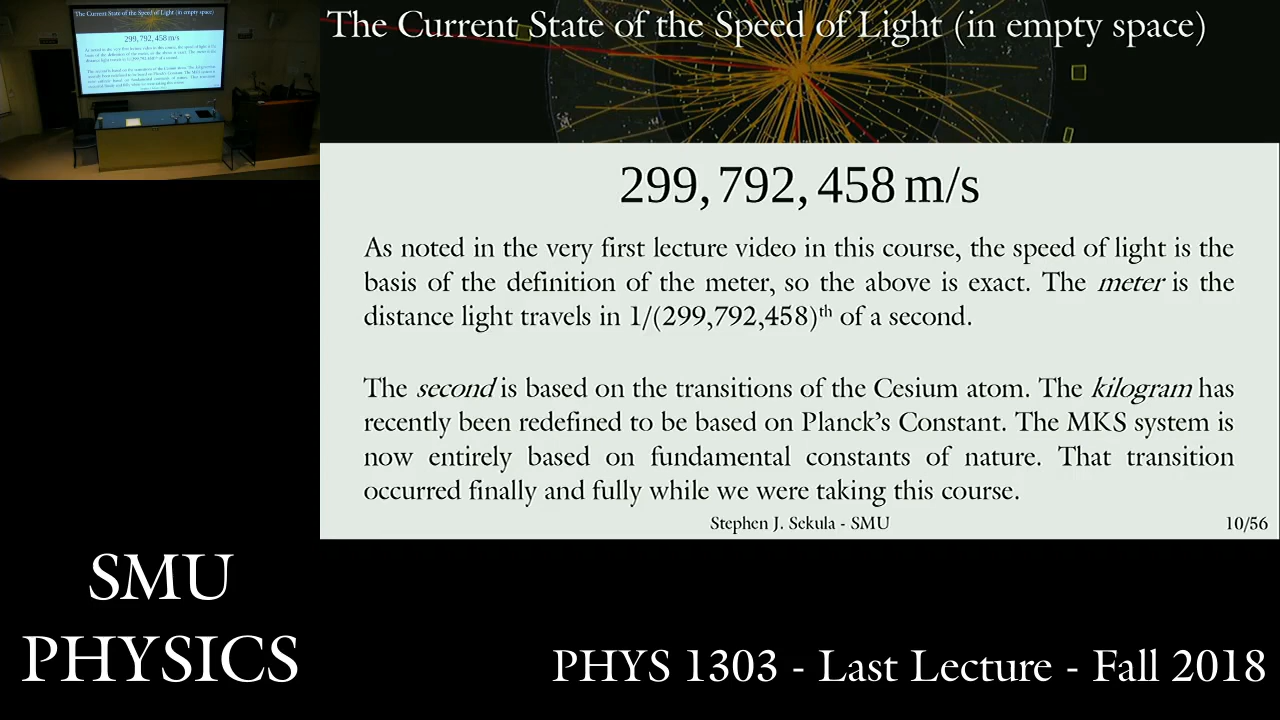 The Current State of the Speed of Light (in empty space)
299,792,458 m/s
As noted in the very first lecture video in this course, the speed of light is the
basis of the definition of the meter, so the above is exact. The meter is the
distance light travels in 1/(299,792,458)th of a second.
The second is based on the transitions of the Cesium atom. The kilogram has
recently been redefined to be based on Planck’s Constant. The MKS system is
now entirely based on fundamental constants of nature. That transition
occurred finally and fully while we were taking this course.
Stephen J. Sekula - SMU
10/56
SMU
PHYSICS
PHYS 1303 - Last Lecture - Fall 2018